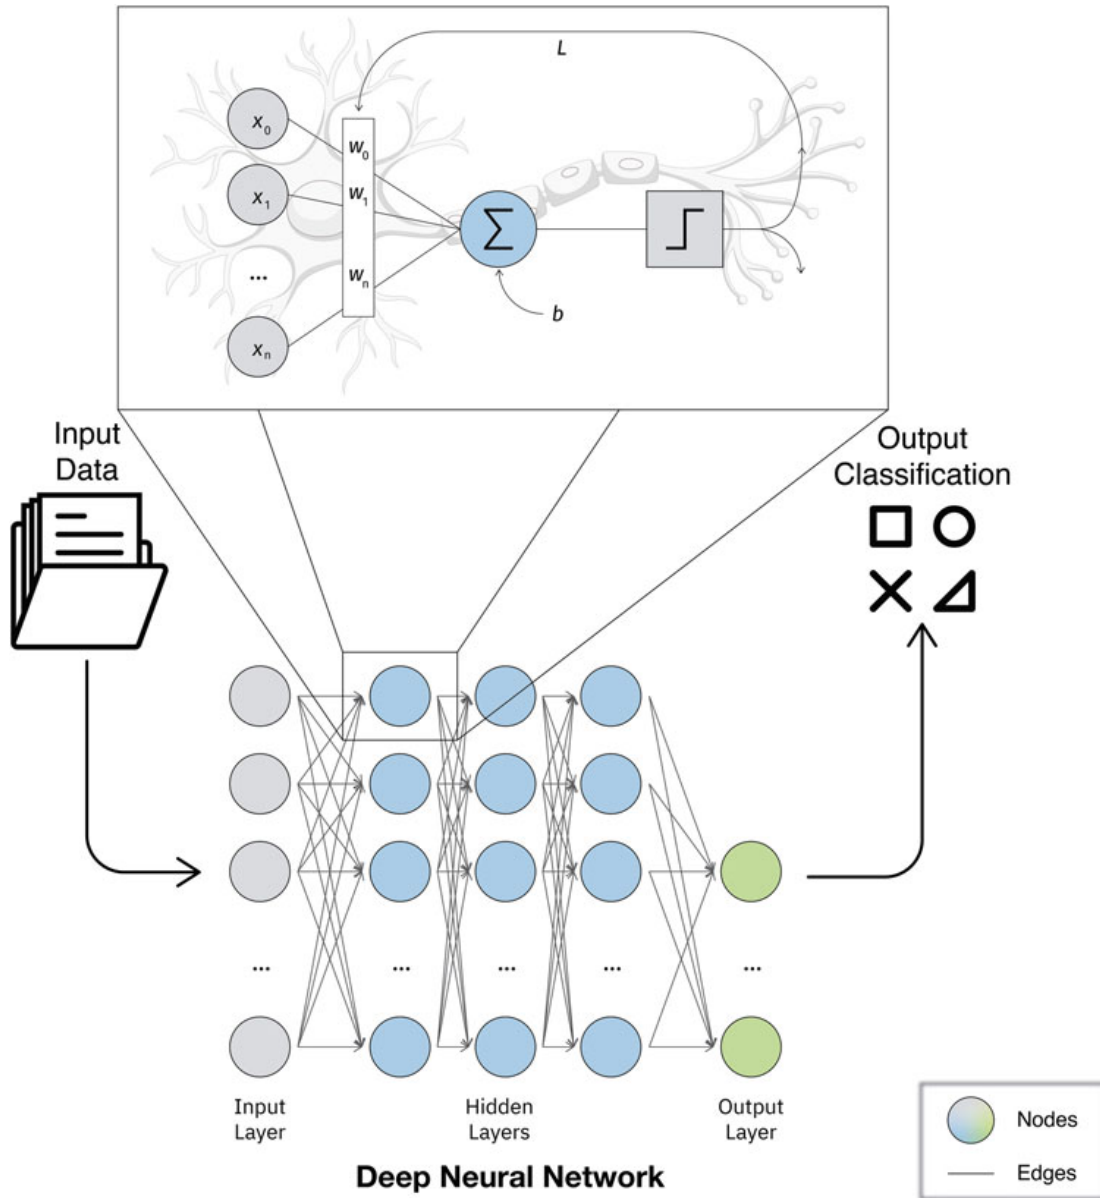 L
x0
w0
x1
w1
Σ
...
wn
b
xn
Input
Data
Output
Classification
... ... ... ... ...
Input
Layer
Hidden
Layers
Output
Layer
Nodes
Edges
Deep Neural Network